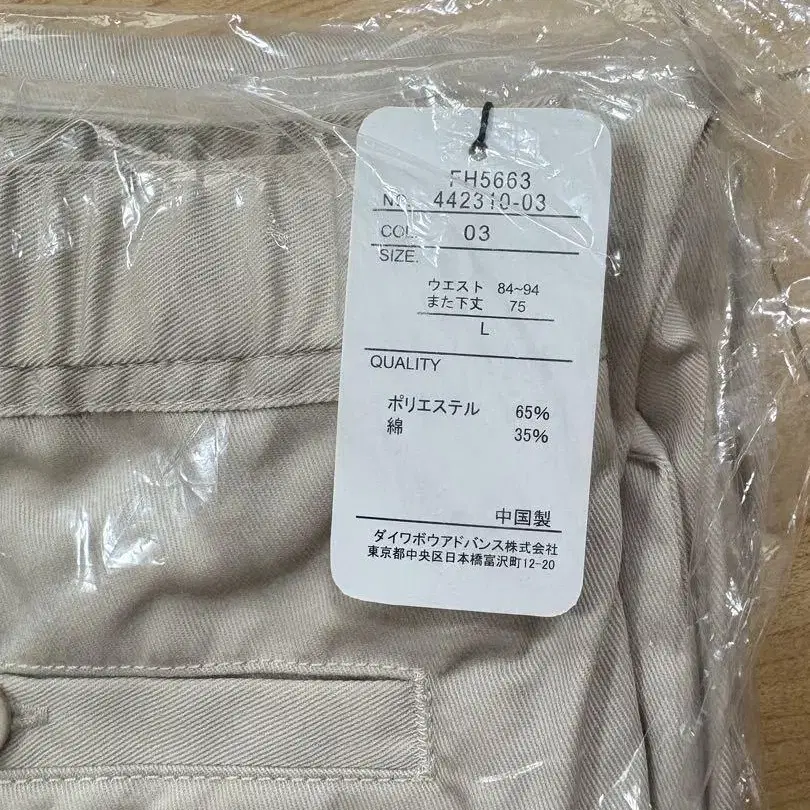 FH5663
NO. 442310-03
COL. 03
SIZE.
ウエスト 84~94
また下丈 75
L
QUALITY
ポリエステル 65%
綿 35%
中国製
ダイワボウアドバンス株式会社
東京都中央区日本橋富沢町12-20